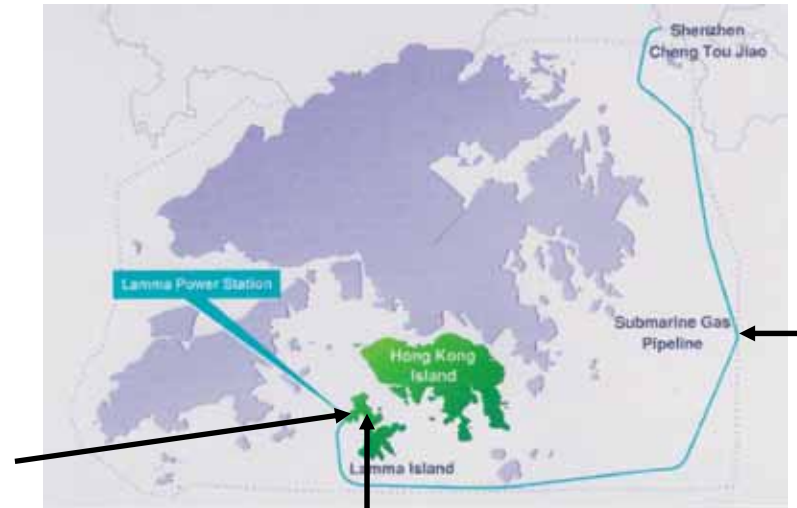 Shenzhen
Cheng Tou Jiao
Lamma Power Station
Submarine Gas
Pipeline
Hong Kong
Island
Lamma Island